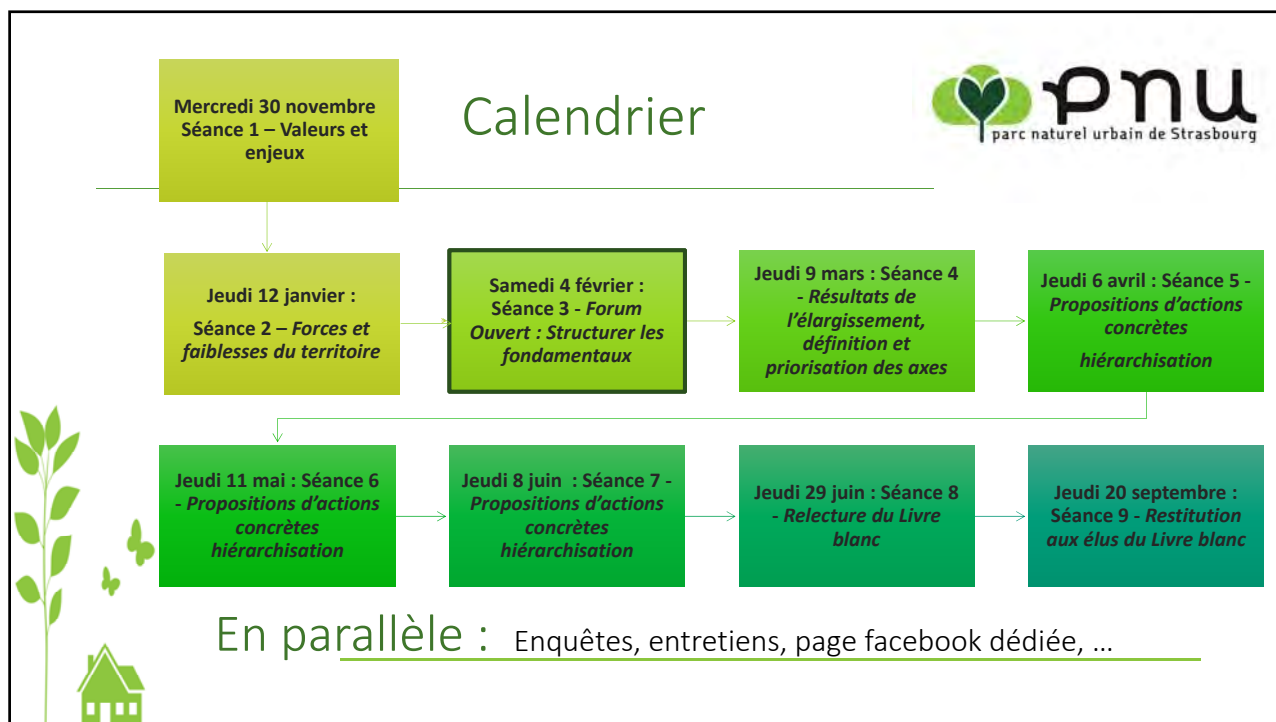 Calendrier
pnu
parc naturel urbain de Strasbourg
Mercredi 30 novembre
Séance 1 – Valeurs et
enjeux
Jeudi 12 janvier :
Séance 2 – Forces et
faiblesses du territoire
Samedi 4 février :
Séance 3 - Forum
Ouvert : Structurer les
fondamentaux
Jeudi 9 mars : Séance 4
- Résultats de
l'élargissement,
définition et
priorisation des axes
Jeudi 6 avril : Séance 5 -
Propositions d'actions
concrètes
hiérarchisation
Jeudi 11 mai : Séance 6
- Propositions d'actions
concrètes
hiérarchisation
Jeudi 8 juin : Séance 7 -
Propositions d'actions
concrètes
hiérarchisation
Jeudi 29 juin : Séance 8
- Relecture du Livre
blanc
Jeudi 20 septembre :
Séance 9 - Restitution
aux élus du Livre blanc
En parallèle : Enquêtes, entretiens, page facebook dédiée, ...